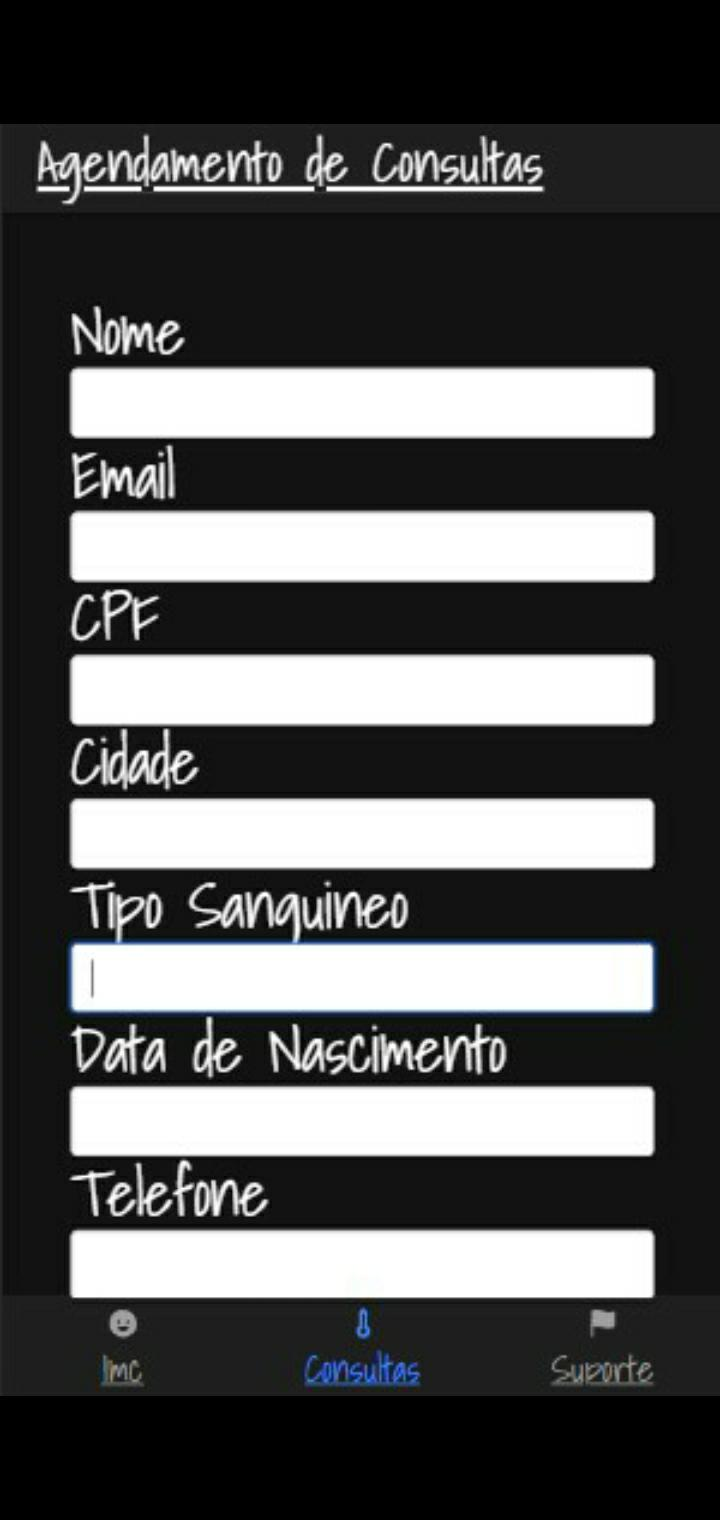 Agendamento de Consultas
Nome
Email
CPF
Cidade
Tipo Sanguineo
Data de Nascimento
Telefone
Imc Consultas Suporte